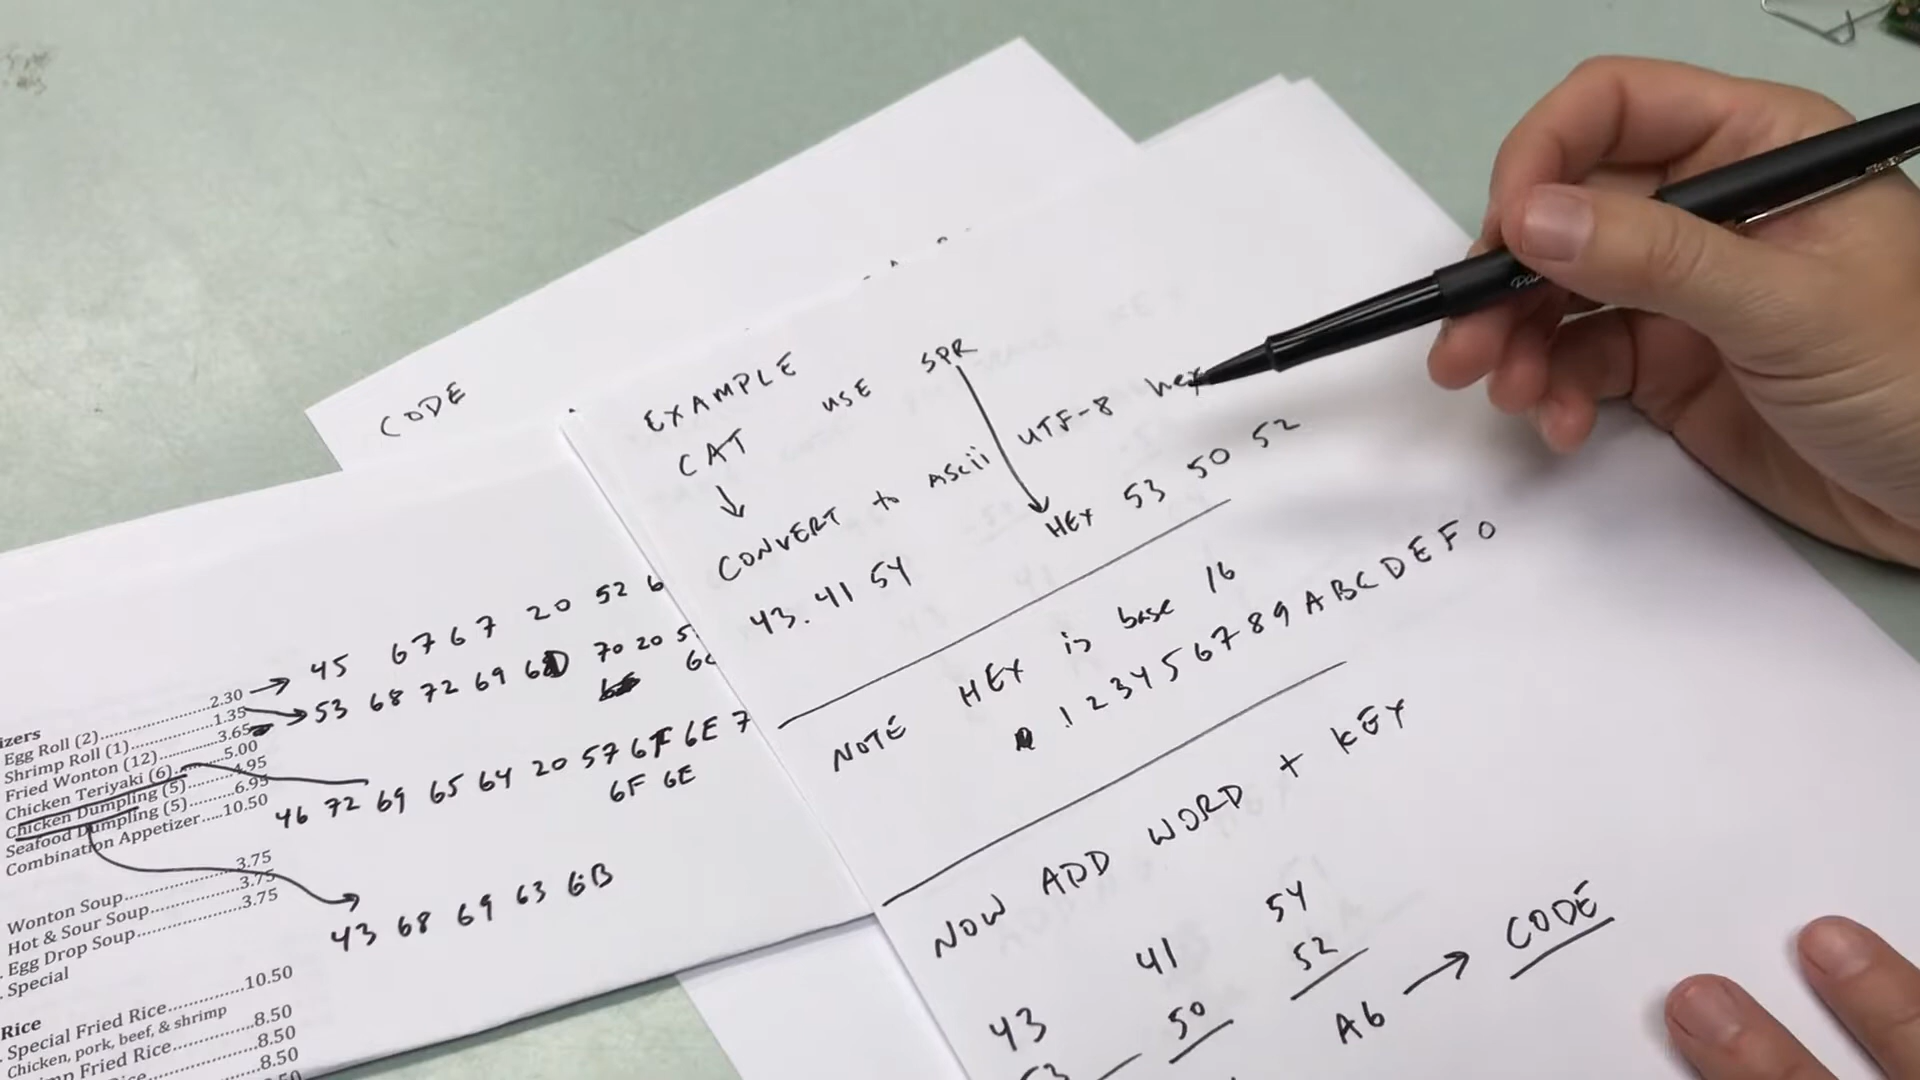 CODE
EXAMPLE
CAT USE SPR
CONVERT to ASCii UTF-8 hex
43. 41 54
HEX 53 50 52
NOTE HEX is base 16
1 2 3 4 5 6 7 8 9 A B C D E F 0
NOW ADD WORD + KEY
43 41 54
53 50 52
A6 → CODE
45 67 67 20 52 6
53 68 72 69 6D 70 20 5
46 72 69 65 64 20 57 6F 6E 7
6F 6E
43 68 69 63 6B
izers
Egg Roll (2) 2.30
Shrimp Roll (1) 1.35
Fried Wonton (12) 3.65
Chicken Teriyaki (6) 5.00
Chicken Dumpling (5) 4.95
Seafood Dumpling (5) 6.95
Combination Appetizer 10.50
Wonton Soup 3.75
Hot & Sour Soup 3.75
Egg Drop Soup 3.75
Special
Rice
Special Fried Rice 10.50
Chicken, pork, beef, & shrimp
Fried Rice 8.50
8.50
8.50